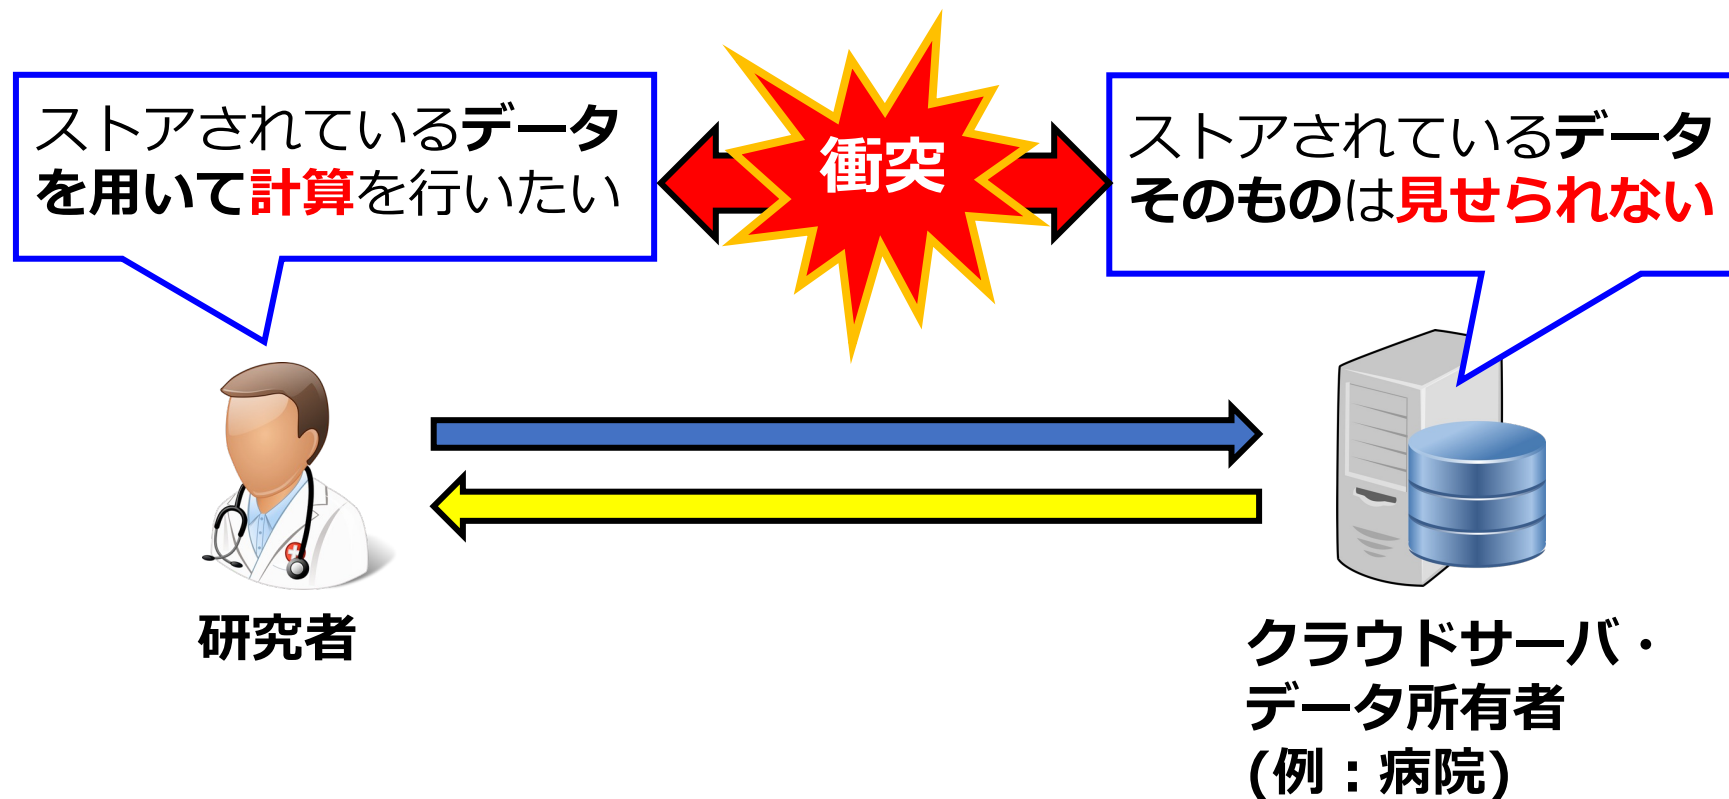 ストアされているデータ
を用いて計算を行いたい
衝突
ストアされているデータ
そのものは見せられない
研究者
クラウドサーバ・
データ所有者
(例：病院)